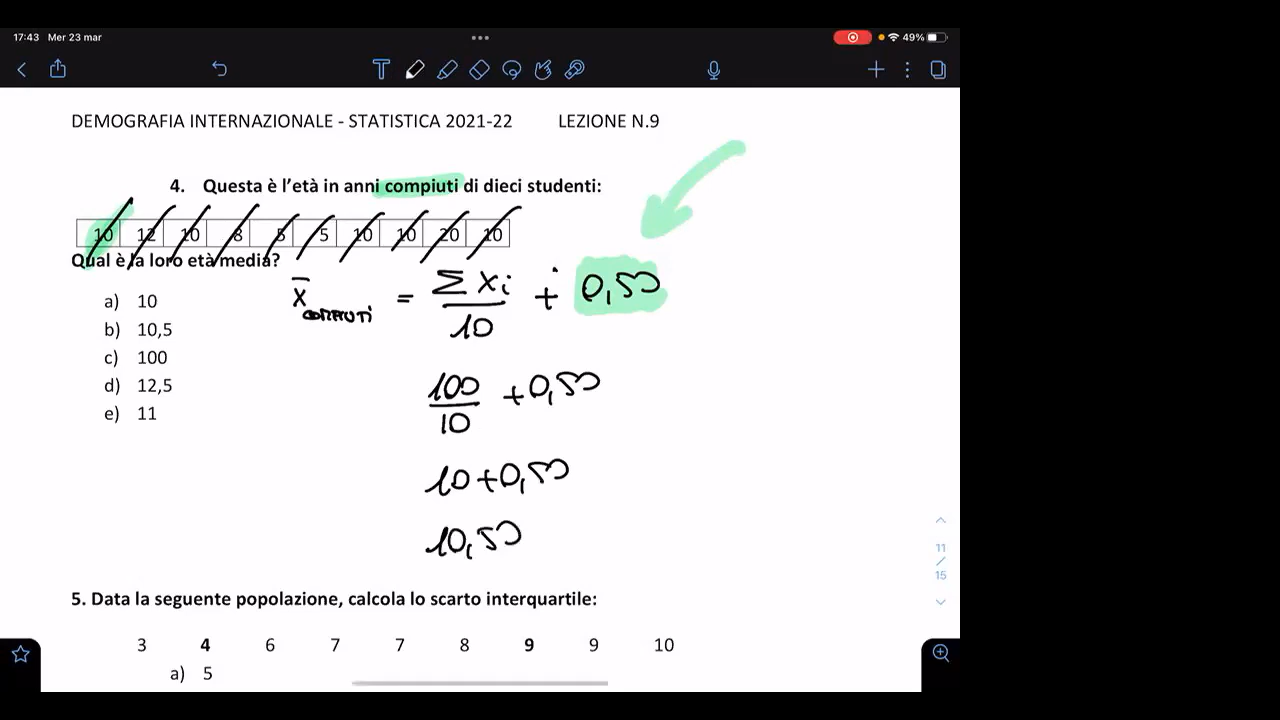 17:43 Mer 23 mar
49%
DEMOGRAFIA INTERNAZIONALE - STATISTICA 2021-22 LEZIONE N.9
4. Questa è l'età in anni compiuti di dieci studenti:
10 12 10 8 5 5 10 10 20 10
Qual è la loro età media?
a) 10
b) 10,5
c) 100
d) 12,5
e) 11
x̄ COMPIUTI = Σ xi / 10 + 0,50
100 / 10 + 0,50
10 + 0,50
10,50
11 / 15
5. Data la seguente popolazione, calcola lo scarto interquartile:
3 4 6 7 7 8 9 9 10
a) 5